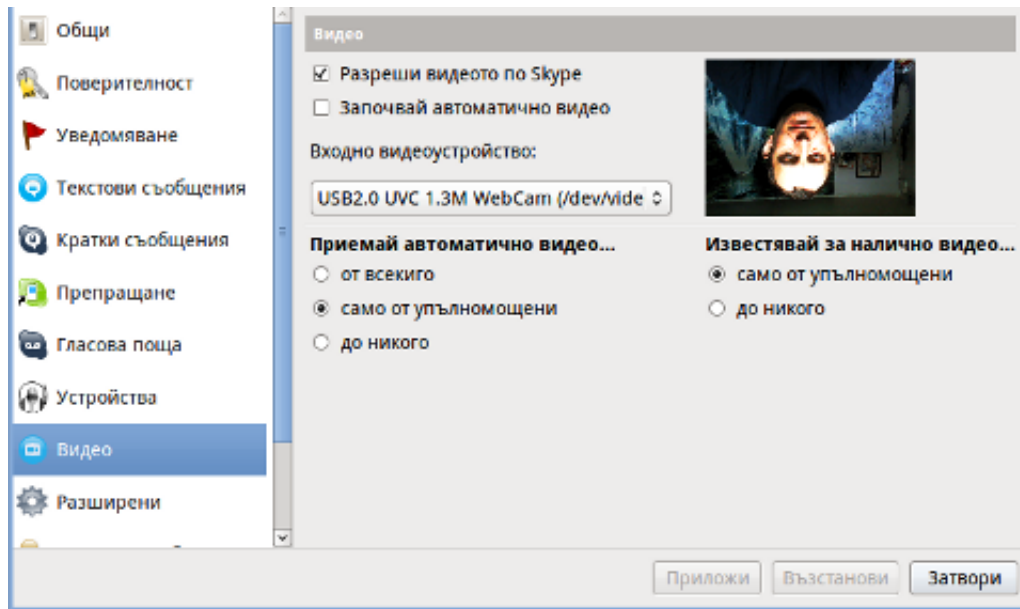 Общи
Поверителност
Уведомяване
Текстови съобщения
Кратки съобщения
Препращане
Гласова поща
Устройства
Видео
Разширени
Видео
Разреши видеото по Skype
Започвай автоматично видео
Входно видеоустройство:
USB2.0 UVC 1.3M WebCam (/dev/vide
Приемай автоматично видео...
от всекиго
само от упълномощени
до никого
Известявай за налично видео...
само от упълномощени
до никого
Приложи
Възстанови
Затвори